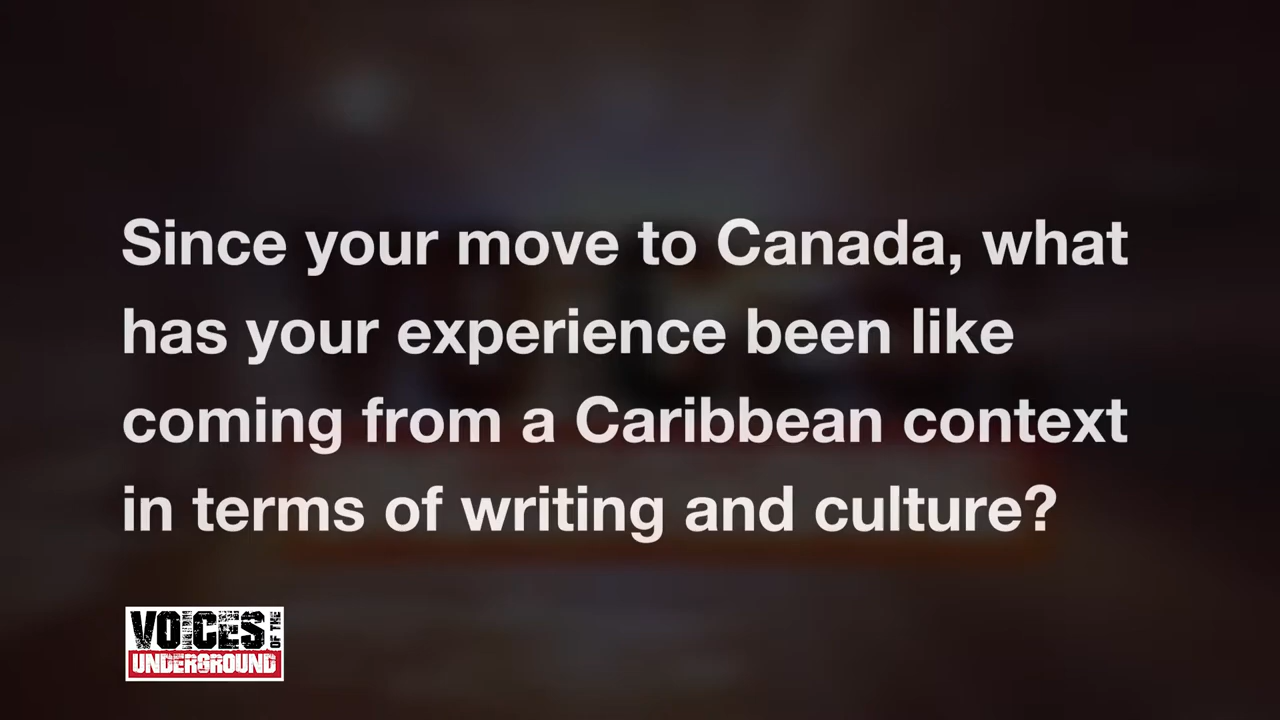 Since your move to Canada, what
has your experience been like
coming from a Caribbean context
in terms of writing and culture?
VOICES OF THE
UNDERGROUND